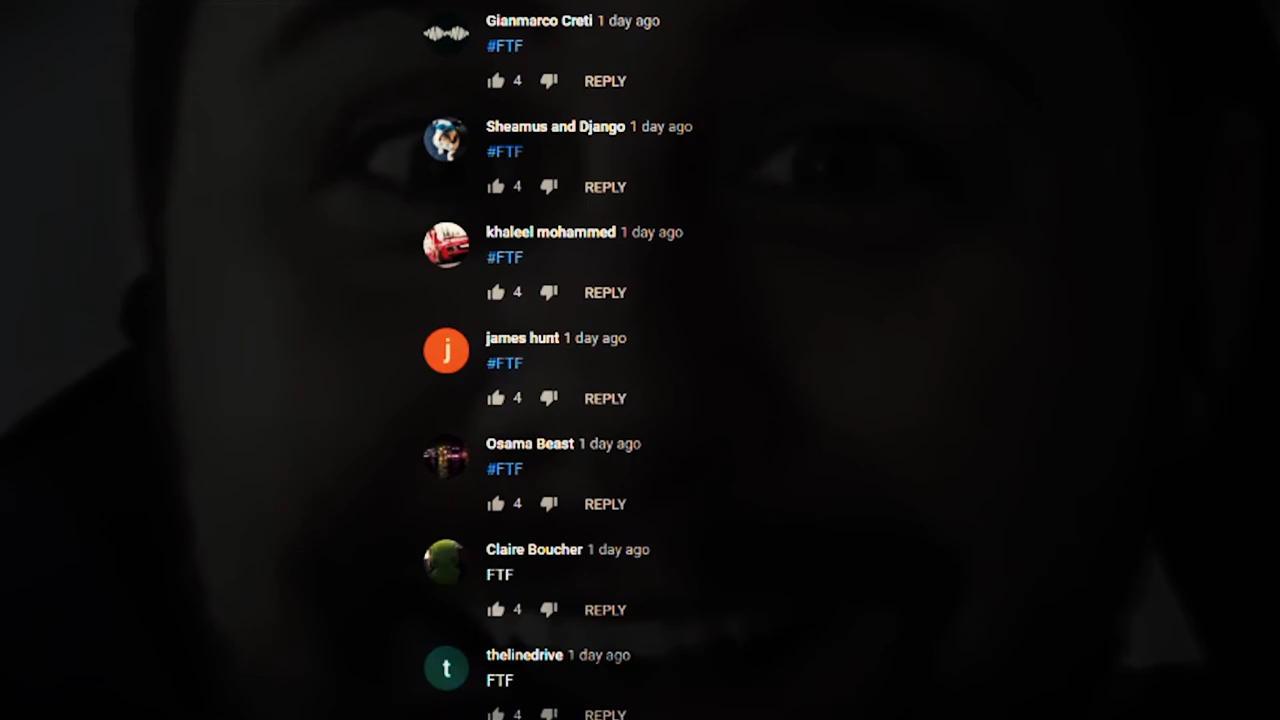 Gianmarco Creti 1 day ago
#FTF
4 REPLY
Sheamus and Django 1 day ago
#FTF
4 REPLY
khaleel mohammed 1 day ago
#FTF
4 REPLY
j
james hunt 1 day ago
#FTF
4 REPLY
Osama Beast 1 day ago
#FTF
4 REPLY
Claire Boucher 1 day ago
FTF
4 REPLY
t
thelinedrive 1 day ago
FTF
4 REPLY